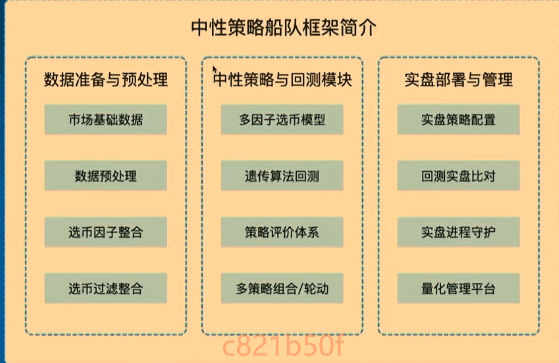 中性策略船队框架简介
数据准备与预处理
市场基础数据
数据预处理
选币因子整合
选币过滤整合
中性策略与回测模块
多因子选币模型
遗传算法回测
策略评价体系
多策略组合/轮动
实盘部署与管理
实盘策略配置
回测实盘比对
实盘进程守护
量化管理平台
c821b50f